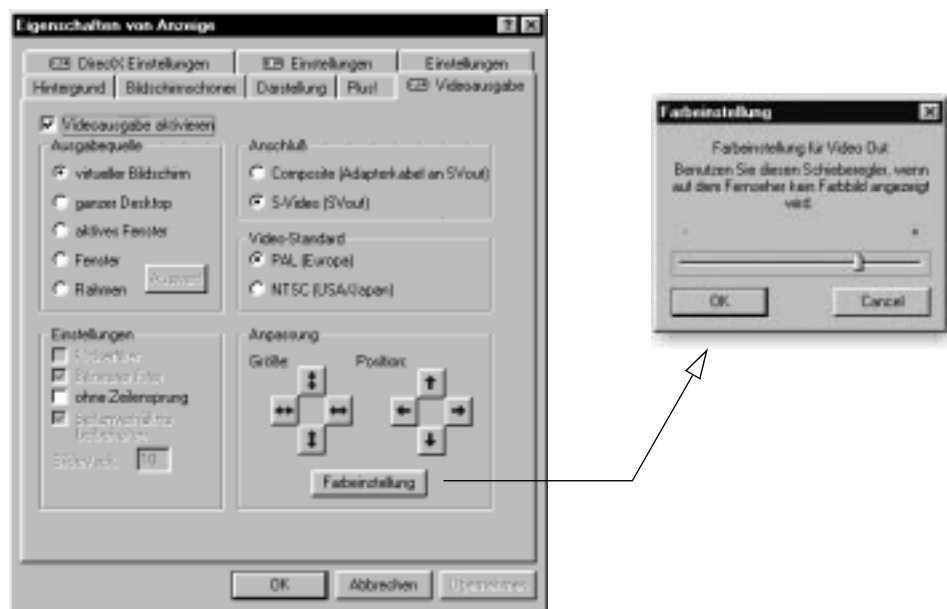 Eigenschaften von Anzeige
DirectX Einstellungen
Einstellungen
Einstellungen
Hintergrund
Bildschirmschoner
Darstellung
Plus!
Videoausgabe
Videoausgabe aktivieren
Ausgabequelle
virtueller Bildschirm
ganzer Desktop
aktives Fenster
Fenster
Rahmen
Auswahl
Anschluß
Composite (Adapterkabel an SVout)
S-Video (SVout)
Video-Standard
PAL (Europa)
NTSC (USA/Japan)
Einstellungen
ohne Zeilensprung
Seitenverhältnis
beibehalten
10
Anpassung
Größe:
Position:
Farbeinstellung
OK
Abbrechen
Übernehmen
Farbeinstellung
Farbeinstellung für Video Out
Benutzen Sie diesen Schieberegler, wenn
auf dem Fernseher kein Farbbild angezeigt
wird.
-
+
OK
Cancel